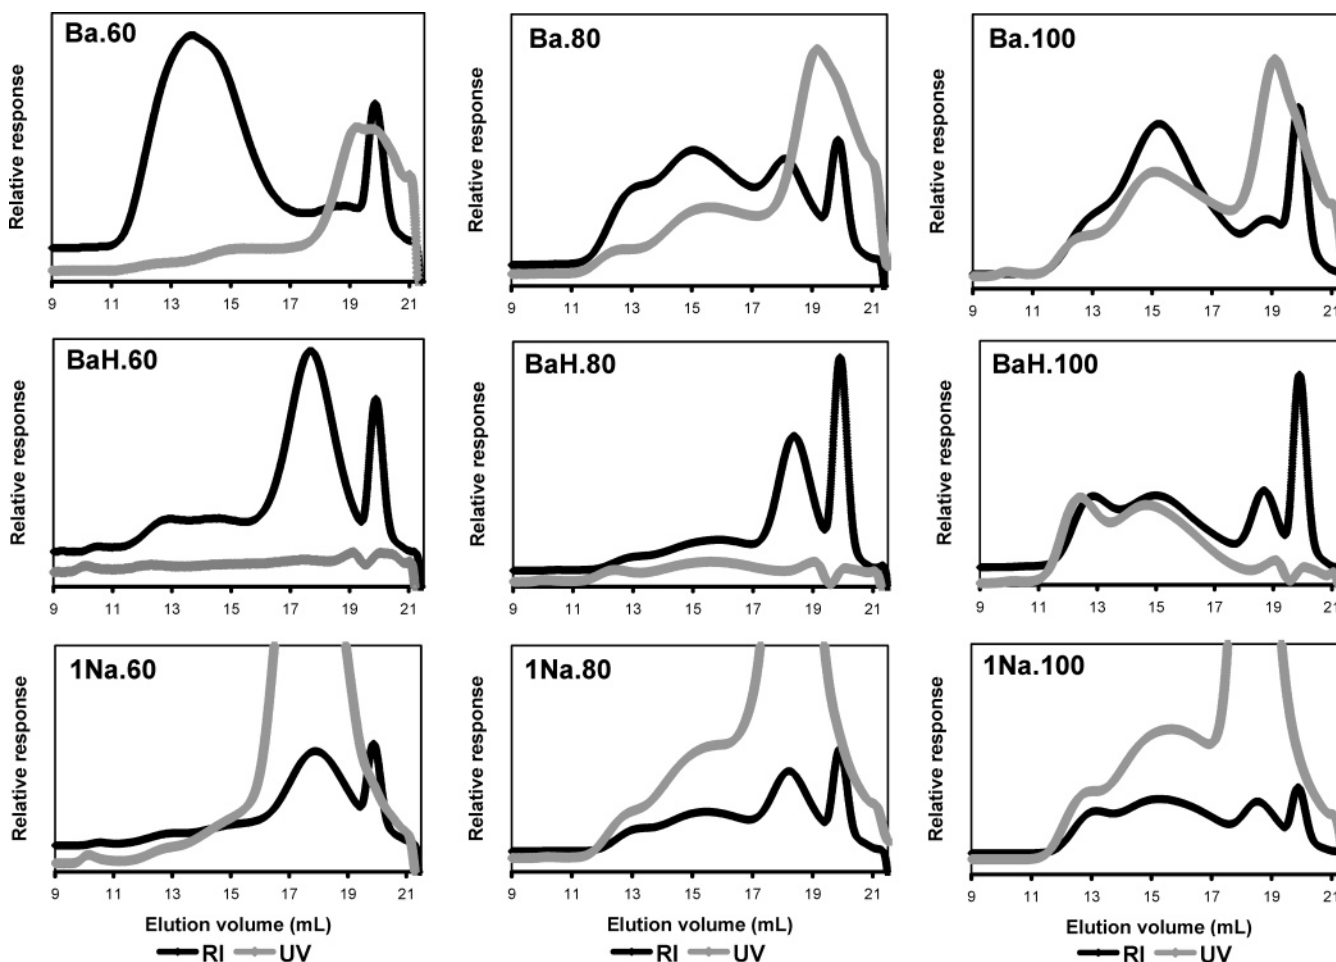 Ba.60
Relative response
9 11 13 15 17 19 21
Ba.80
Relative response
9 11 13 15 17 19 21
Ba.100
Relative response
9 11 13 15 17 19 21
BaH.60
Relative response
9 11 13 15 17 19 21
BaH.80
Relative response
9 11 13 15 17 19 21
BaH.100
Relative response
9 11 13 15 17 19 21
1Na.60
Relative response
9 11 13 15 17 19 21
Elution volume (mL)
RI UV
1Na.80
Relative response
9 11 13 15 17 19 21
Elution volume (mL)
RI UV
1Na.100
Relative response
9 11 13 15 17 19 21
Elution volume (mL)
RI UV